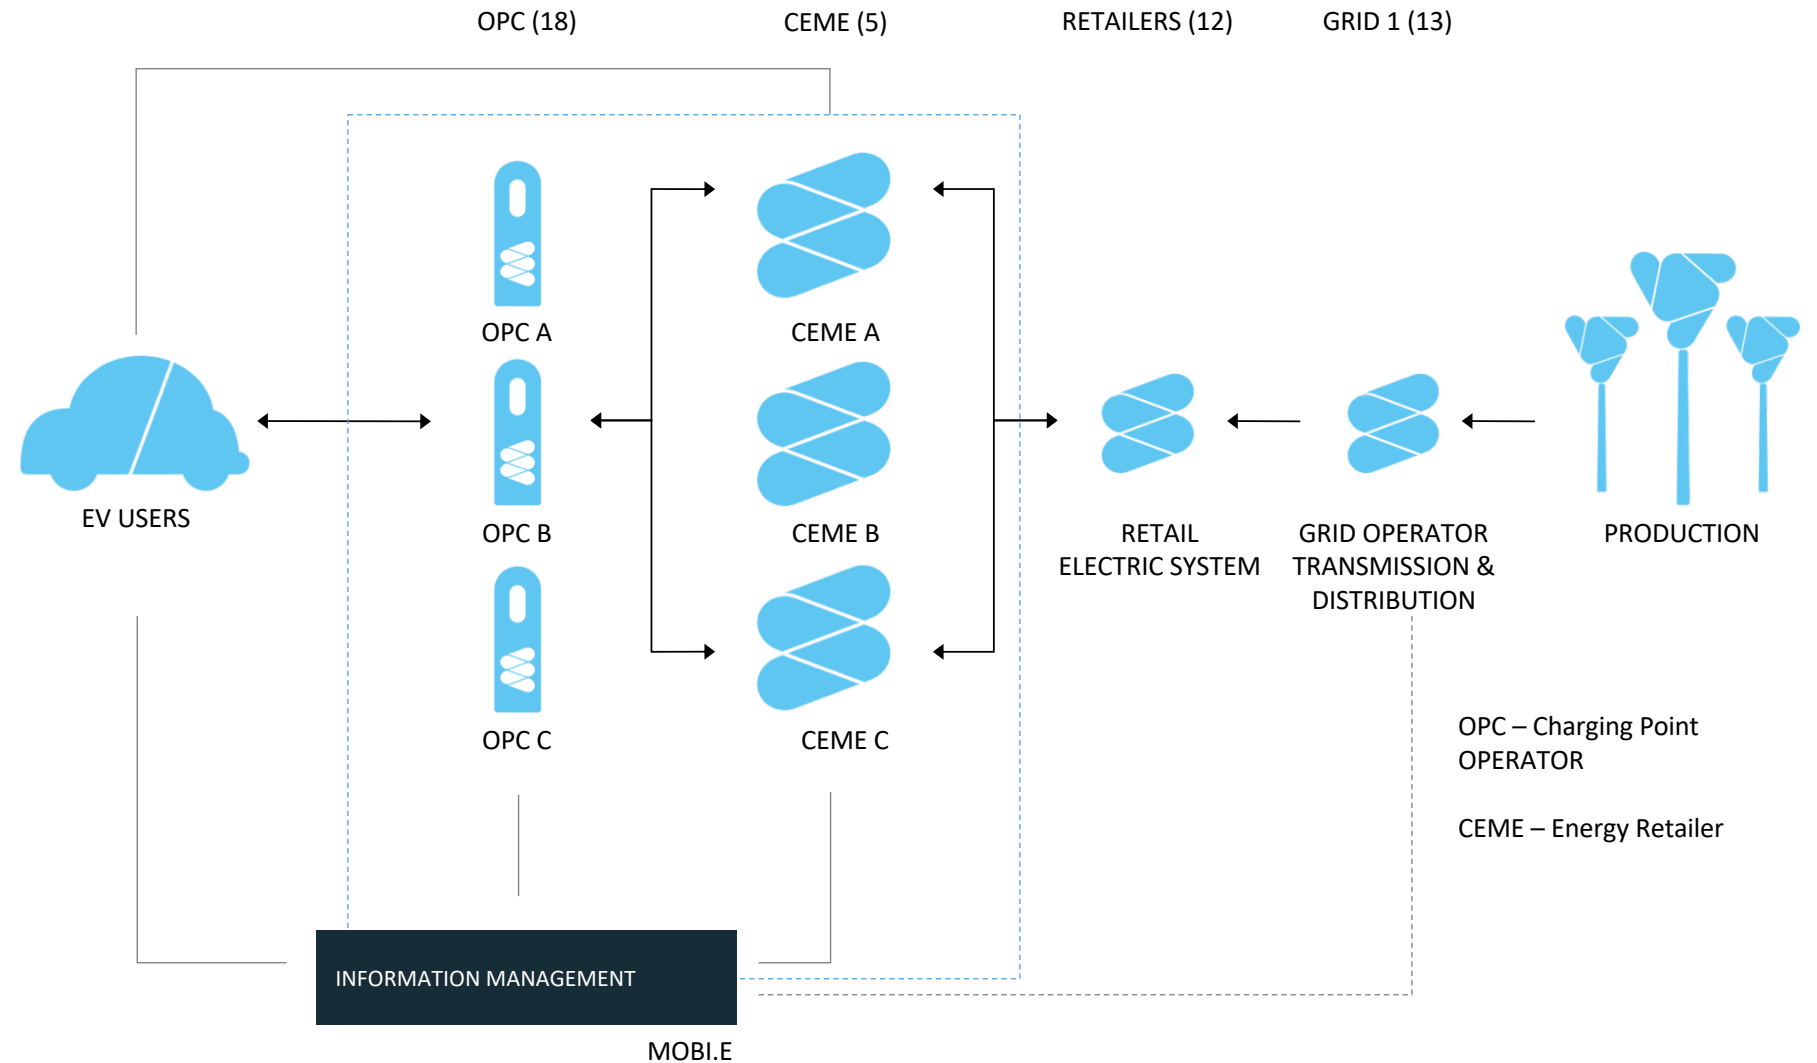 OPC (18)
CEME (5)
RETAILERS (12)
GRID 1 (13)
OPC A
CEME A
EV USERS
OPC B
CEME B
RETAIL
ELECTRIC SYSTEM
GRID OPERATOR
TRANSMISSION &
DISTRIBUTION
PRODUCTION
OPC C
CEME C
OPC – Charging Point
OPERATOR
CEME – Energy Retailer
INFORMATION MANAGEMENT
MOBI.E